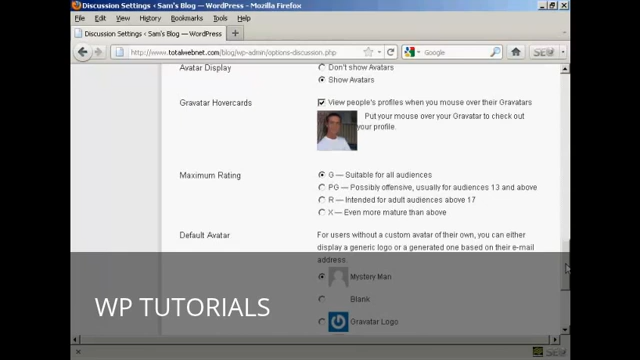 Discussion Settings ‹ Sam's Blog — WordPress - Mozilla Firefox
File Edit View History Bookmarks Tools Help
Discussion Settings ‹ Sam's Blog — WordPress
http://www.totalwebnet.com/blog/wp-admin/options-discussion.php
Google
Avatar Display
Don't show Avatars
Show Avatars
Gravatar Hovercards
View people's profiles when you mouse over their Gravatars
Put your mouse over your Gravatar to check out
your profile.
Maximum Rating
G — Suitable for all audiences
PG — Possibly offensive, usually for audiences 13 and above
R — Intended for adult audiences above 17
X — Even more mature than above
Default Avatar
For users without a custom avatar of their own, you can either
display a generic logo or a generated one based on their e-mail
address.
Mystery Man
Blank
Gravatar Logo
WP TUTORIALS